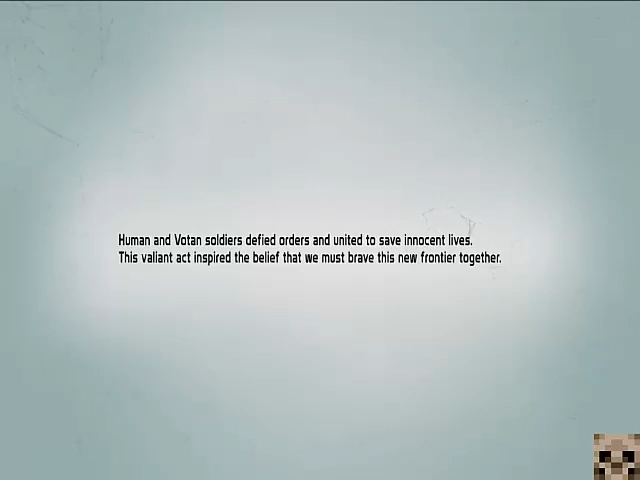 Human and Votan soldiers defied orders and united to save innocent lives.
This valiant act inspired the belief that we must brave this new frontier together.